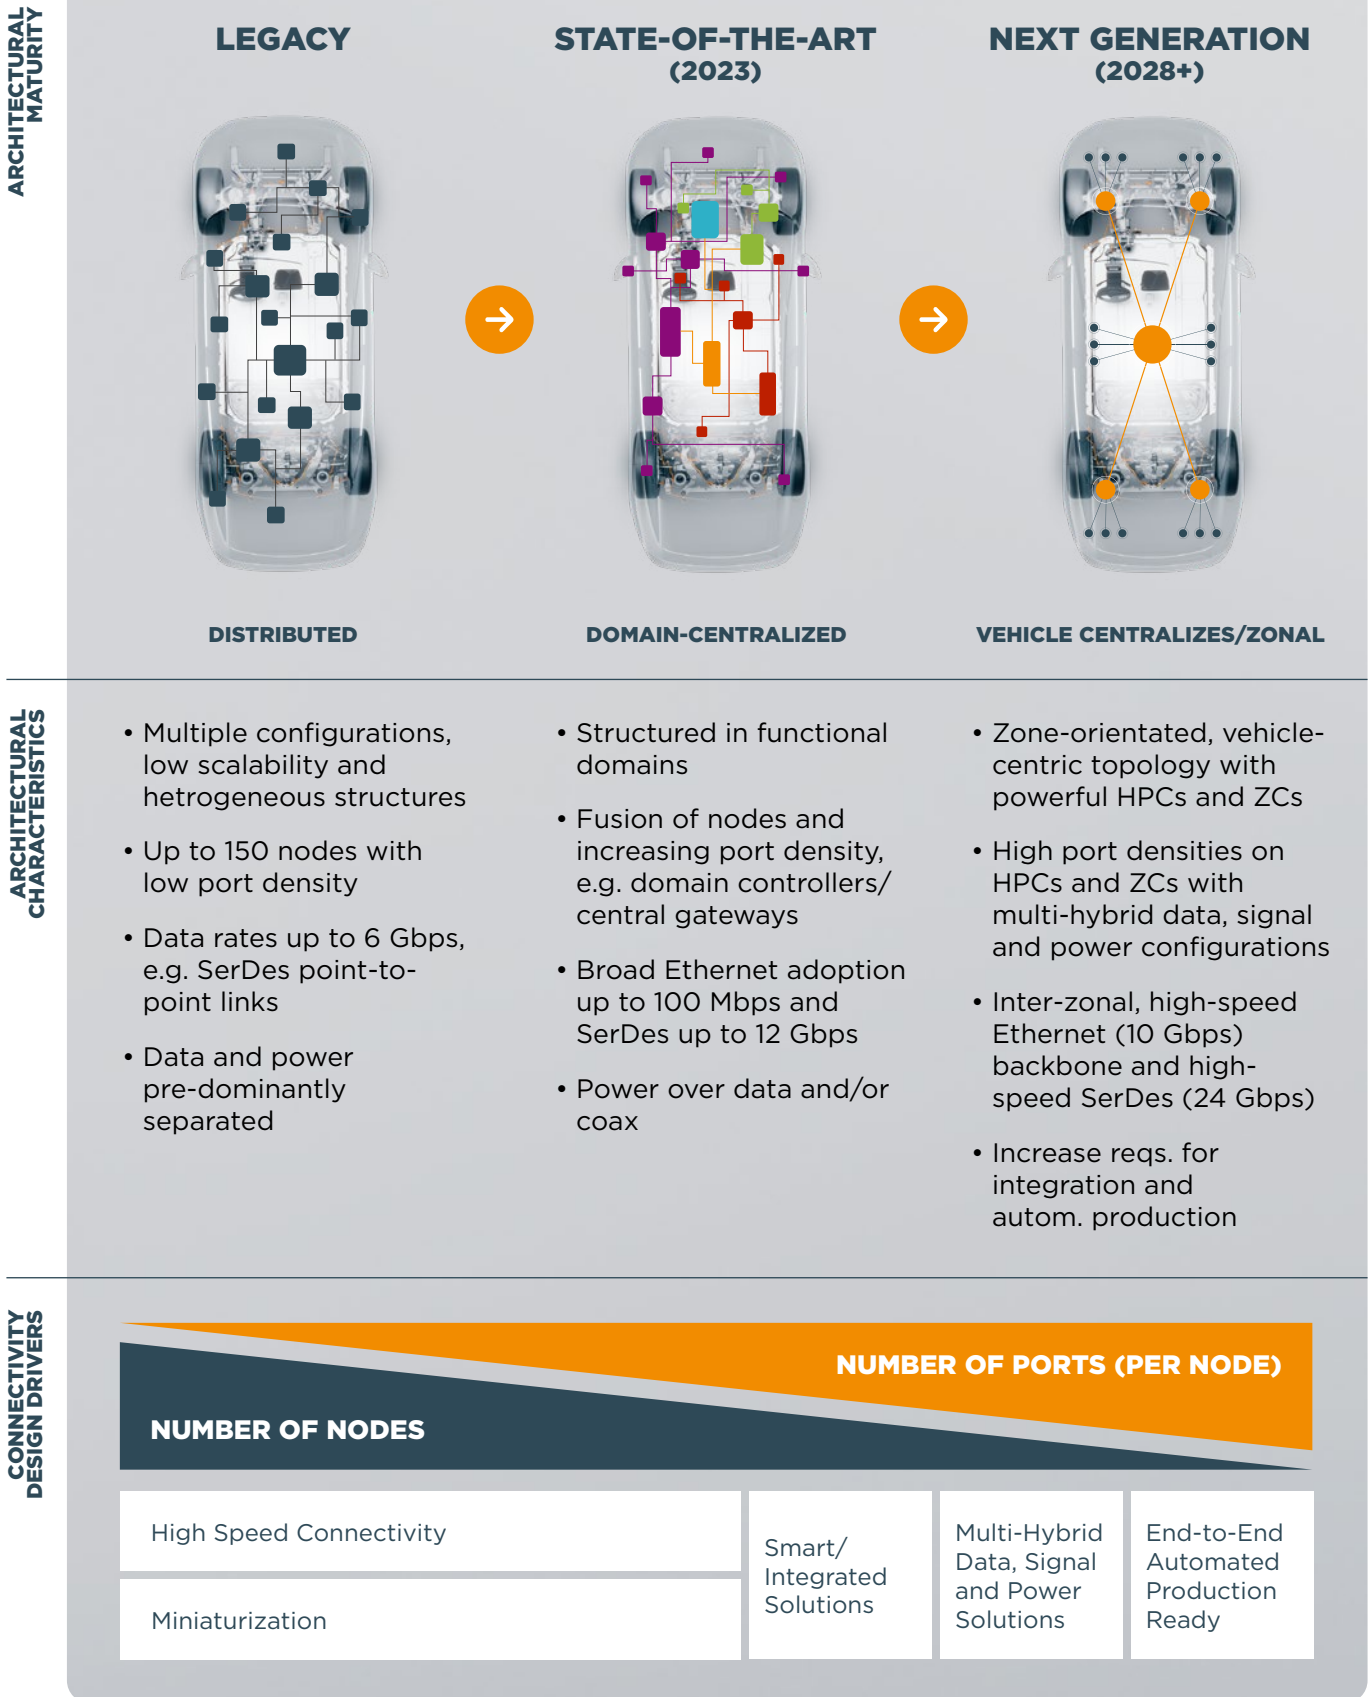 ARCHITECTURAL
MATURITY
LEGACY
STATE-OF-THE-ART
(2023)
NEXT GENERATION
(2028+)
DISTRIBUTED
DOMAIN-CENTRALIZED
VEHICLE CENTRALIZES/ZONAL
ARCHITECTURAL
CHARACTERISTICS
• Multiple configurations,
low scalability and
hetrogeneous structures
• Up to 150 nodes with
low port density
• Data rates up to 6 Gbps,
e.g. SerDes point-to-
point links
• Data and power
pre-dominantly
separated
• Structured in functional
domains
• Fusion of nodes and
increasing port density,
e.g. domain controllers/
central gateways
• Broad Ethernet adoption
up to 100 Mbps and
SerDes up to 12 Gbps
• Power over data and/or
coax
• Zone-orientated, vehicle-
centric topology with
powerful HPCs and ZCs
• High port densities on
HPCs and ZCs with
multi-hybrid data, signal
and power configurations
• Inter-zonal, high-speed
Ethernet (10 Gbps)
backbone and high-
speed SerDes (24 Gbps)
• Increase reqs. for
integration and
autom. production
CONNECTIVITY
DESIGN DRIVERS
NUMBER OF PORTS (PER NODE)
NUMBER OF NODES
High Speed Connectivity
Miniaturization
Smart/
Integrated
Solutions
Multi-Hybrid
Data, Signal
and Power
Solutions
End-to-End
Automated
Production
Ready